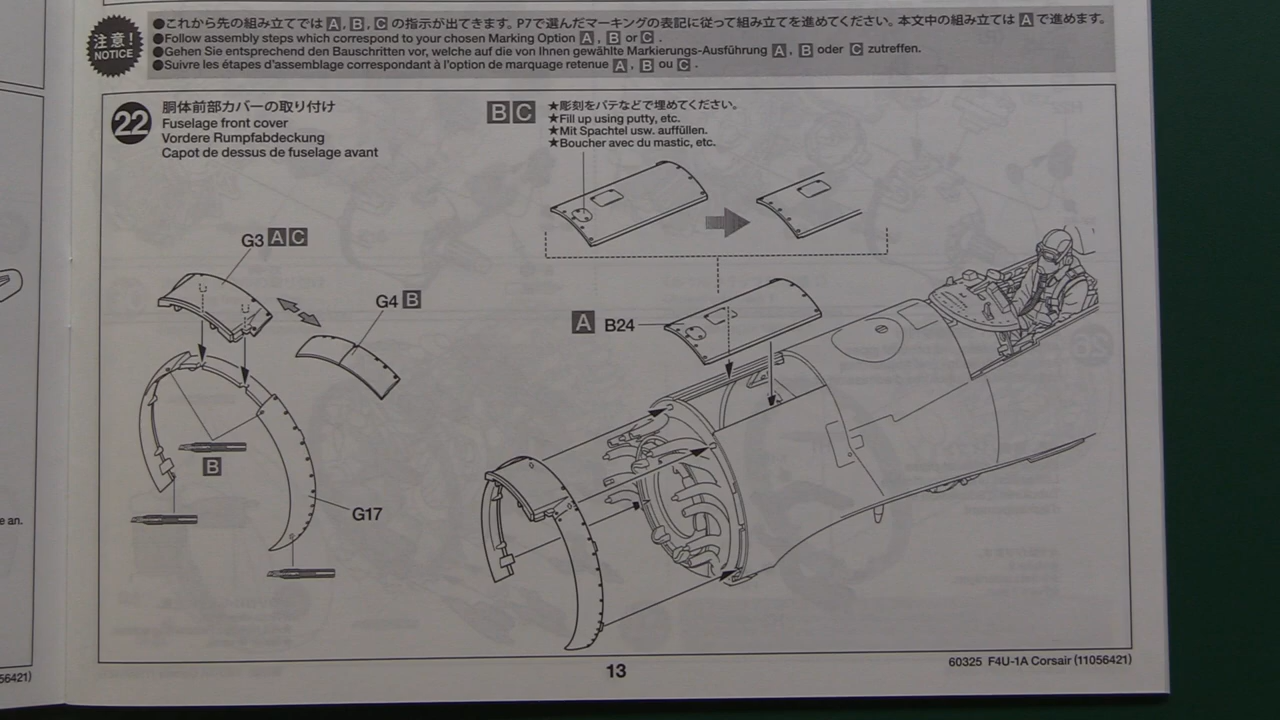 注意!
NOTICE
●これから先の組み立てでは A, B, C の指示が出てきます。P7で選んだマーキングの表記に従って組み立てを進めてください。本文中の組み立ては A で進めます。
●Follow assembly steps which correspond to your chosen Marking Option A, B or C.
●Gehen Sie entsprechend den Bauschritten vor, welche auf die von Ihnen gewählte Markierungs-Ausführung A, B oder C zutreffen.
●Suivre les étapes d'assemblage correspondant à l'option de marquage retenue A, B ou C.
22
胴体前部カバーの取り付け
Fuselage front cover
Vordere Rumpfabdeckung
Capot de dessus de fuselage avant
B C
★彫刻をパテなどで埋めてください。
★Fill up using putty, etc.
★Mit Spachtel usw. auffüllen.
★Boucher avec du mastic, etc.
G3 A C
G4 B
A B24
B
G17
e an.
13
60325 F4U-1A Corsair (11056421)
56421)